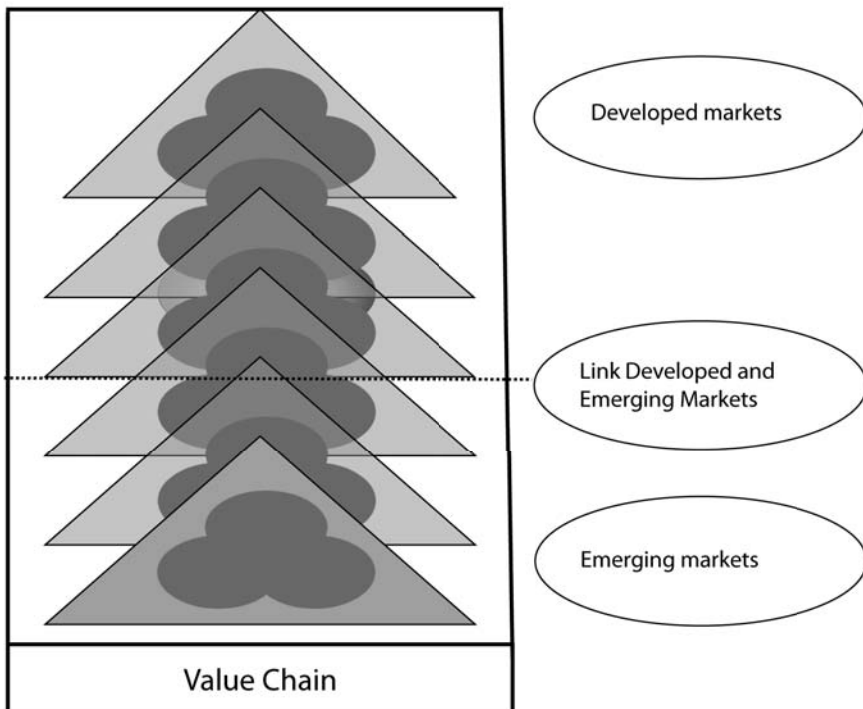 Developed markets
Link Developed and
Emerging Markets
Emerging markets
Value Chain